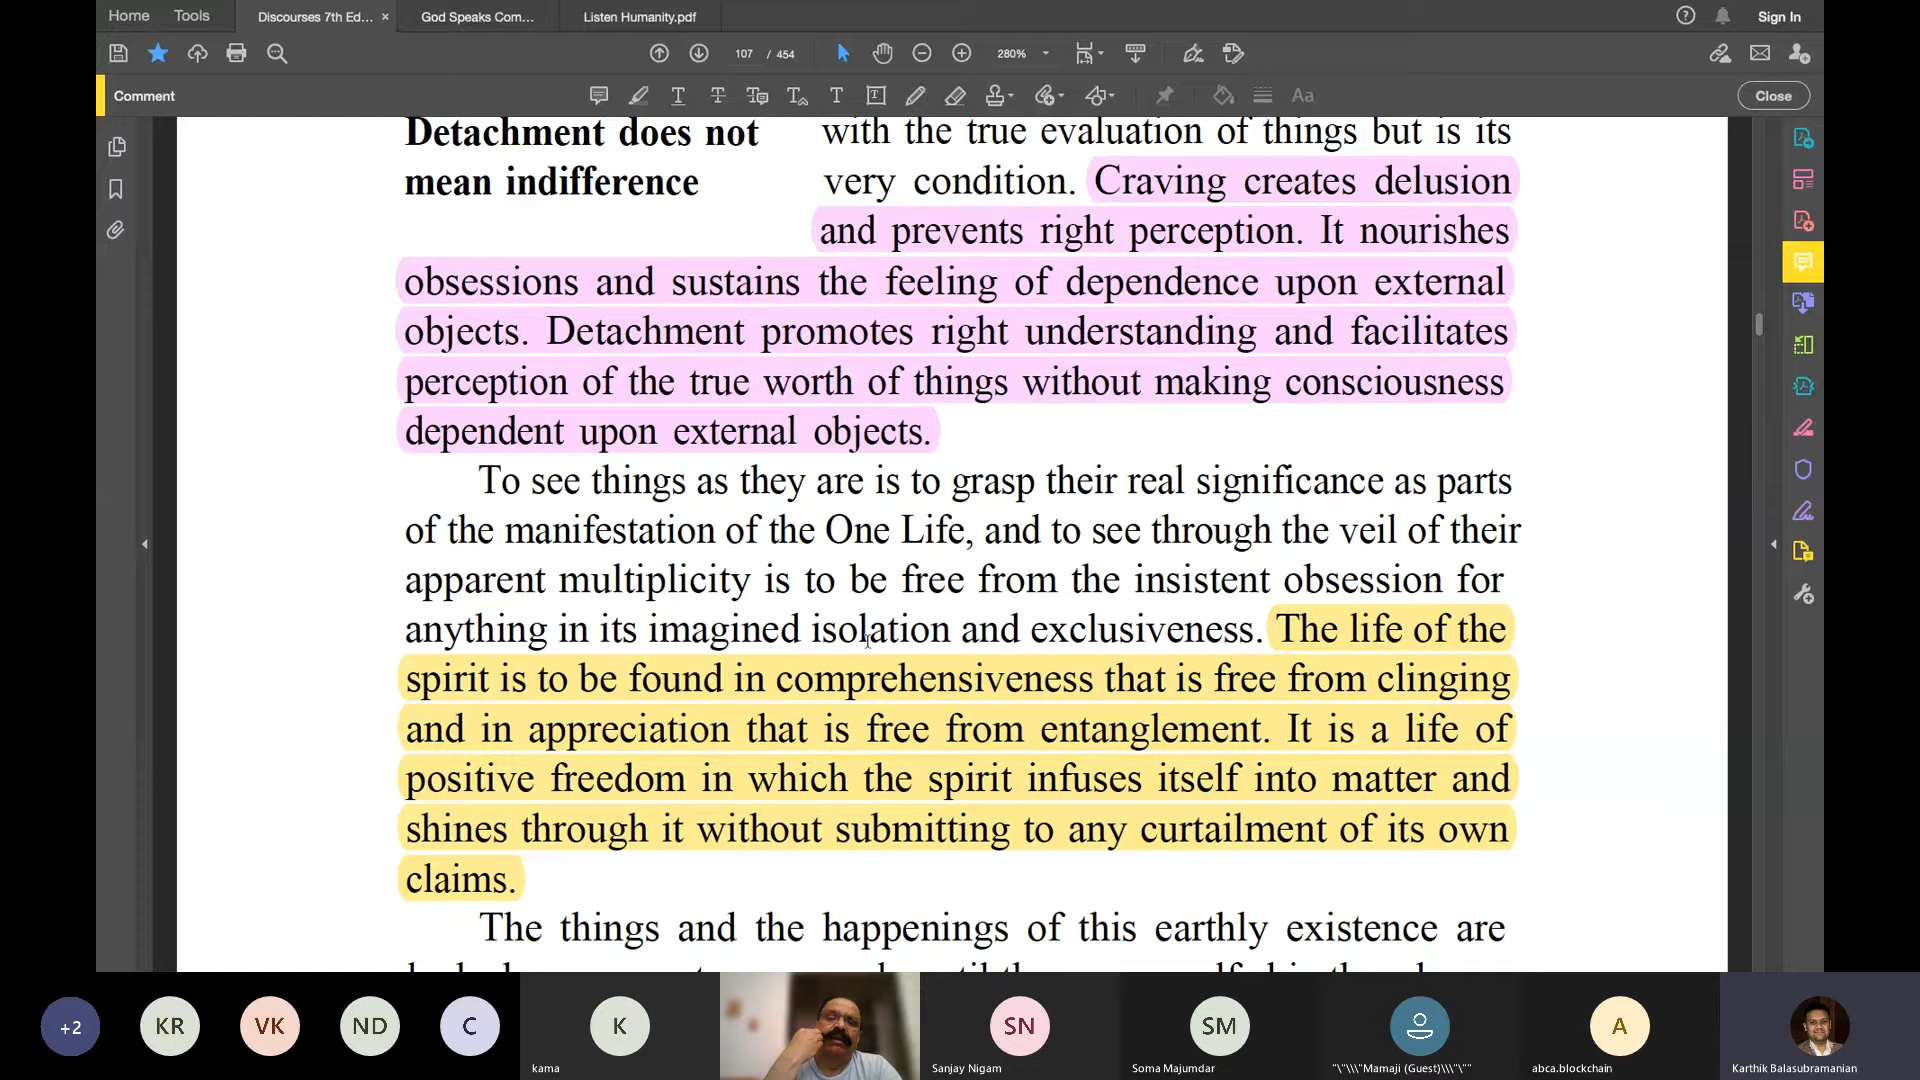 Home Tools Discourses 7th Ed... × God Speaks Com... Listen Humanity.pdf Sign In
107 / 454 280%
Comment Aa Close
Detachment does not
mean indifference
with the true evaluation of things but is its
very condition. Craving creates delusion
and prevents right perception. It nourishes
obsessions and sustains the feeling of dependence upon external
objects. Detachment promotes right understanding and facilitates
perception of the true worth of things without making consciousness
dependent upon external objects.
To see things as they are is to grasp their real significance as parts
of the manifestation of the One Life, and to see through the veil of their
apparent multiplicity is to be free from the insistent obsession for
anything in its imagined isolation and exclusiveness. The life of the
spirit is to be found in comprehensiveness that is free from clinging
and in appreciation that is free from entanglement. It is a life of
positive freedom in which the spirit infuses itself into matter and
shines through it without submitting to any curtailment of its own
claims.
The things and the happenings of this earthly existence are
+2 KR VK ND C K SN SM A
kama Sanjay Nigam Soma Majumdar "\"\\\"Mamaji (Guest)\\\"\"" abca.blockchain Karthik Balasubramanian